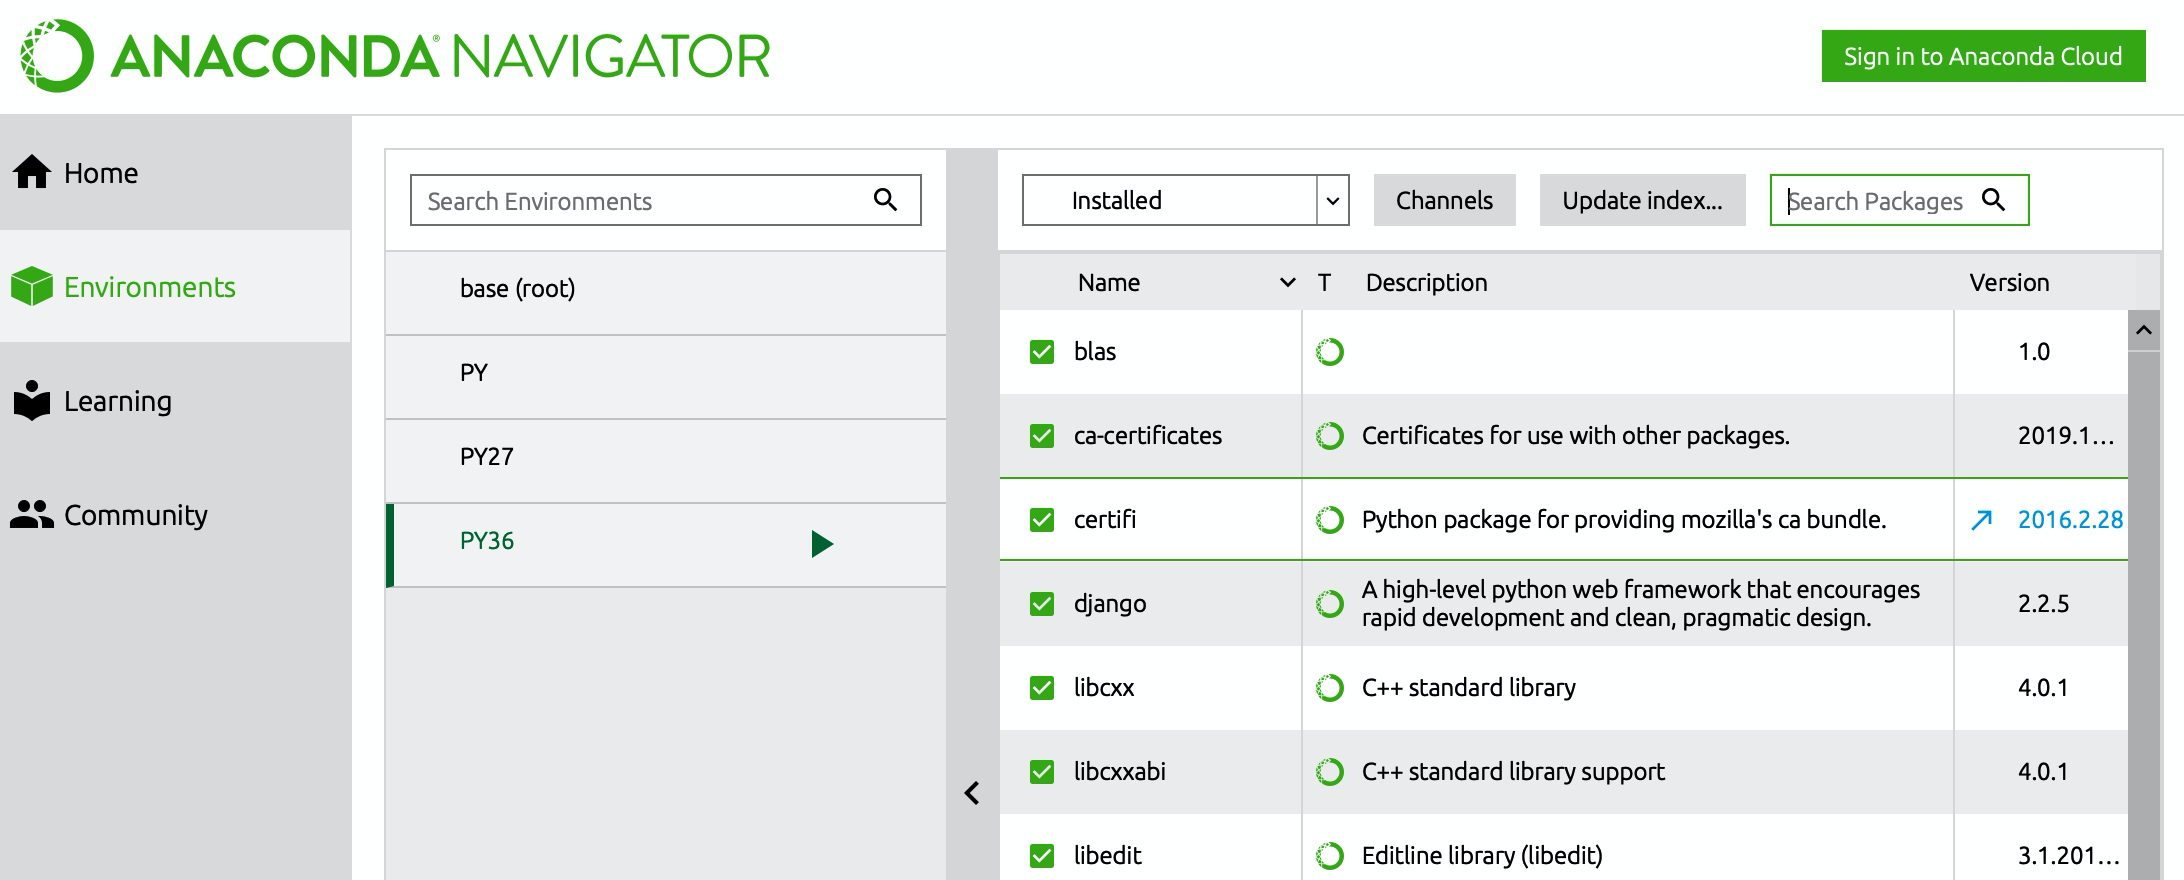 ANACONDA® NAVIGATOR
Sign in to Anaconda Cloud
Home
Environments
Learning
Community
Search Environments
base (root)
PY
PY27
PY36
Installed
Channels
Update index...
Search Packages
Name T Description Version
blas 1.0
ca-certificates Certificates for use with other packages. 2019.1...
certifi Python package for providing mozilla's ca bundle. 2016.2.28
django A high-level python web framework that encourages
rapid development and clean, pragmatic design. 2.2.5
libcxx C++ standard library 4.0.1
libcxxabi C++ standard library support 4.0.1
libedit Editline library (libedit) 3.1.201...